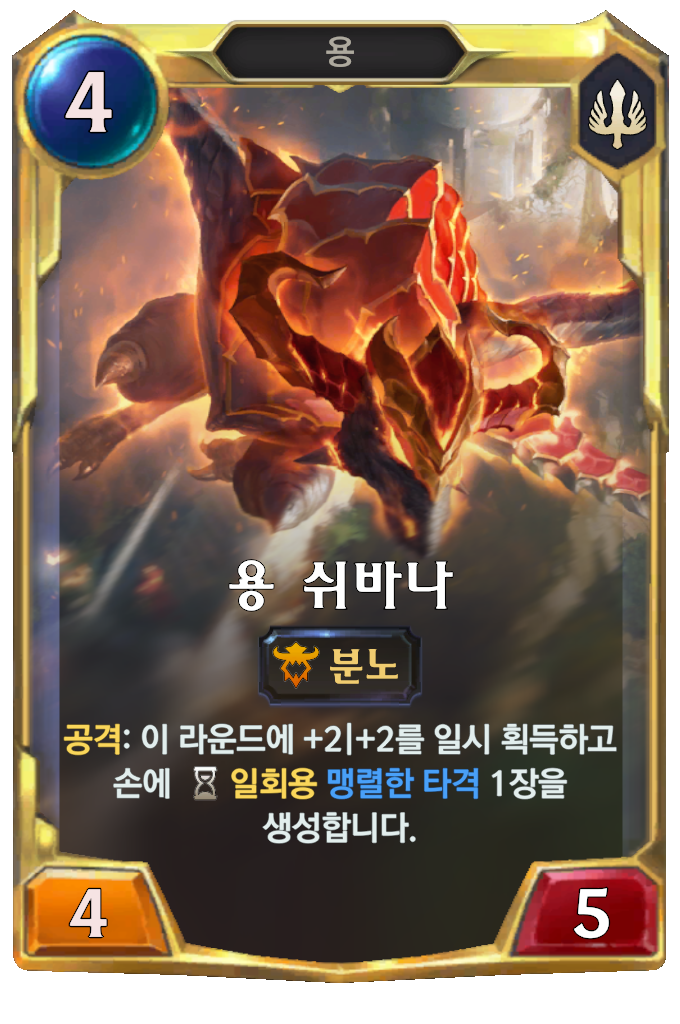 용
4
용 쉬바나
분노
공격: 이 라운드에 +2|+2를 일시 획득하고
손에 일회용 맹렬한 타격 1장을
생성합니다.
4
5